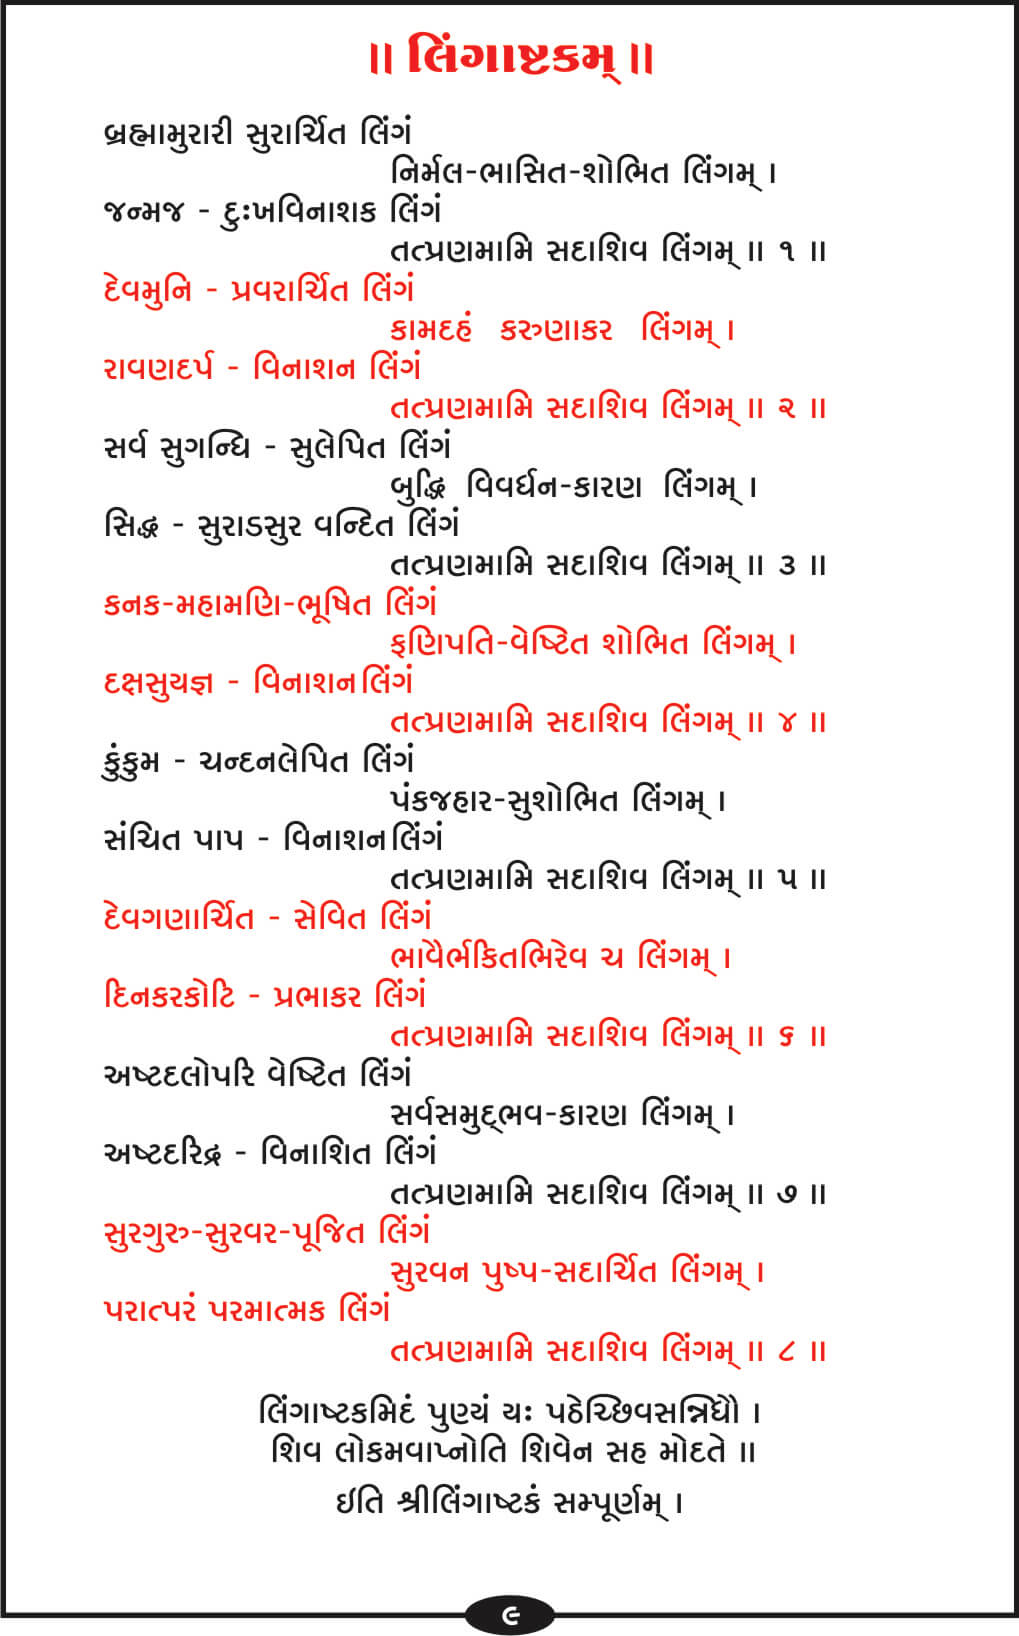 ॥ લિંગાષ્ટકમ્ ॥
બ્રહ્મામુરારી સુરાર્ચિત લિંગં
નિર્મલ-ભાસિત-શોભિત લિંગમ્ ।
જન્મજ - દુઃખવિનાશક લિંગં
તત્પ્રણમામિ સદાશિવ લિંગમ્ ॥ ૧ ॥
દેવમુનિ - પ્રવરાર્ચિત લિંગં
કામદહં કરુણાકર લિંગમ્ ।
રાવણદર્પ - વિનાશન લિંગં
તત્પ્રણમામિ સદાશિવ લિંગમ્ ॥ ૨ ॥
સર્વ સુગન્ધિ - સુલેપિત લિંગં
બુદ્ધિ વિવર્ધન-કારણ લિંગમ્ ।
સિદ્ધ - સુરાડસુર વન્દિત લિંગં
તત્પ્રણમામિ સદાશિવ લિંગમ્ ॥ ૩ ॥
કનક-મહામણિ-ભૂષિત લિંગં
ફણિપતિ-વેષ્ટિત શોભિત લિંગમ્ ।
દક્ષસુયજ્ઞ - વિનાશન લિંગં
તત્પ્રણમામિ સદાશિવ લિંગમ્ ॥ ૪ ॥
કુંકુમ - ચન્દનલેપિત લિંગં
પંકજહાર-સુશોભિત લિંગમ્ ।
સંચિત પાપ - વિનાશન લિંગં
તત્પ્રણમામિ સદાશિવ લિંગમ્ ॥ ૫ ॥
દેવગણાર્ચિત - સેવિત લિંગં
ભાવૈર્ભકિતભિરેવ ચ લિંગમ્ ।
દિનકરકોટિ - પ્રભાકર લિંગં
તત્પ્રણમામિ સદાશિવ લિંગમ્ ॥ ૬ ॥
અષ્ટદલોપરિ વેષ્ટિત લિંગં
સર્વસમુદ્‌ભવ-કારણ લિંગમ્ ।
અષ્ટદરિદ્ર - વિનાશિત લિંગં
તત્પ્રણમામિ સદાશિવ લિંગમ્ ॥ ૭ ॥
સુરગુરુ-સુરવર-પૂજિત લિંગં
સુરવન પુષ્પ-સદાર્ચિત લિંગમ્ ।
પરાત્પરં પરમાત્મક લિંગં
તત્પ્રણમામિ સદાશિવ લિંગમ્ ॥ ૮ ॥
લિંગાષ્ટકમિદં પુણ્યં યઃ પઠેચ્છિવસન્નિધૌ ।
શિવ લોકમવાપ્નોતિ શિવેન સહ મોદતે ॥
ઇતિ શ્રીલિંગાષ્ટકં સમ્પૂર્ણમ્ ।
૯